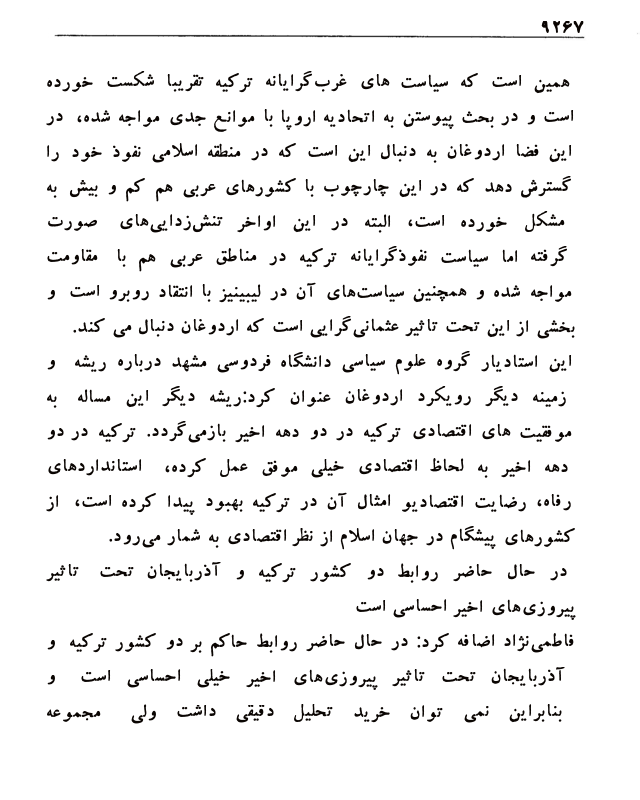 ۹۲۶۷
همین است که سیاست های غرب‌گرایانه ترکیه تقریبا شکست خورده
است و در بحث پیوستن به اتحادیه اروپا با موانع جدی مواجه شده، در
این فضا اردوغان به دنبال این است که در منطقه اسلامی نفوذ خود را
گسترش دهد که در این چارچوب با کشورهای عربی هم کم و بیش به
مشکل خورده است، البته در این اواخر تنش‌زدایی‌های صورت
گرفته اما سیاست نفوذگرایانه ترکیه در مناطق عربی هم با مقاومت
مواجه شده و همچنین سیاست‌های آن در لیبینیز با انتقاد روبرو است و
بخشی از این تحت تاثیر عثمانی‌گرایی است که اردوغان دنبال می کند.
این استادیار گروه علوم سیاسی دانشگاه فردوسی مشهد درباره ریشه و
زمینه دیگر رویکرد اردوغان عنوان کرد:ریشه دیگر این مساله به
موفقیت های اقتصادی ترکیه در دو دهه اخیر بازمی‌گردد. ترکیه در دو
دهه اخیر به لحاظ اقتصادی خیلی موفق عمل کرده، استانداردهای
رفاه، رضایت اقتصادیو امثال آن در ترکیه بهبود پیدا کرده است، از
کشورهای پیشگام در جهان اسلام از نظر اقتصادی به شمار می‌رود.
در حال حاضر روابط دو کشور ترکیه و آذربایجان تحت تاثیر
پیروزی‌های اخیر احساسی است
فاطمی‌نژاد اضافه کرد: در حال حاضر روابط حاکم بر دو کشور ترکیه و
آذربایجان تحت تاثیر پیروزی‌های اخیر خیلی احساسی است و
بنابراین نمی توان خرید تحلیل دقیقی داشت ولی مجموعه